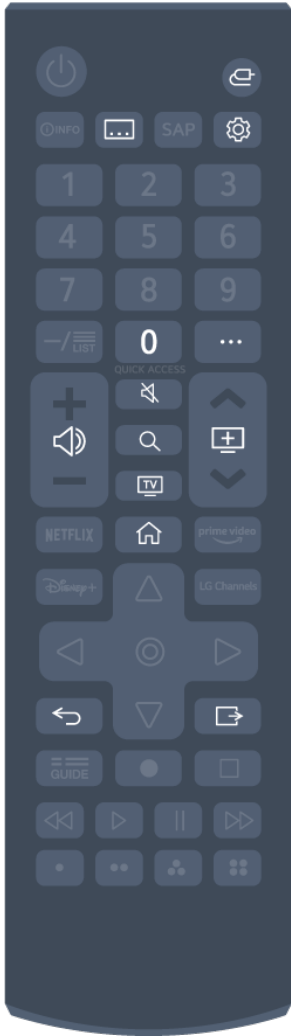 INFO
SAP
1 2 3
4 5 6
7 8 9
—/LIST 0 ...
QUICK ACCESS
TV
NETFLIX prime video
Disney+ LG Channels
GUIDE